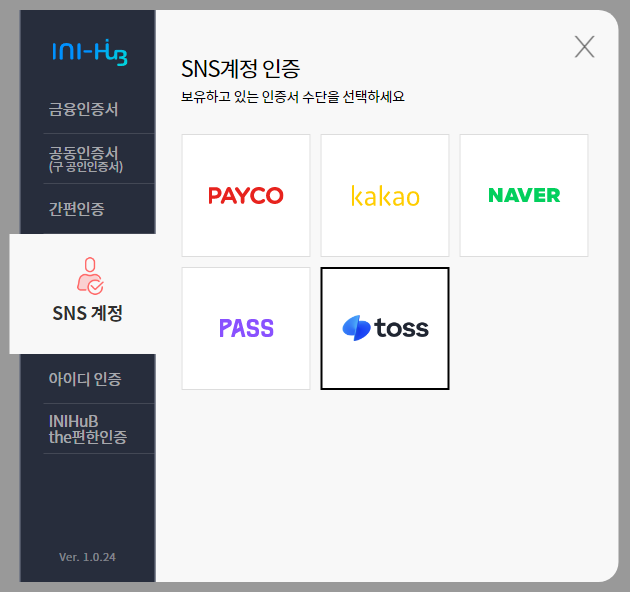 INI-HuB
금융인증서
공동인증서
(구 공인인증서)
간편인증
SNS 계정
아이디 인증
INIHuB
the편한인증
Ver. 1.0.24
SNS계정 인증
보유하고 있는 인증서 수단을 선택하세요
PAYCO
kakao
NAVER
PASS
toss